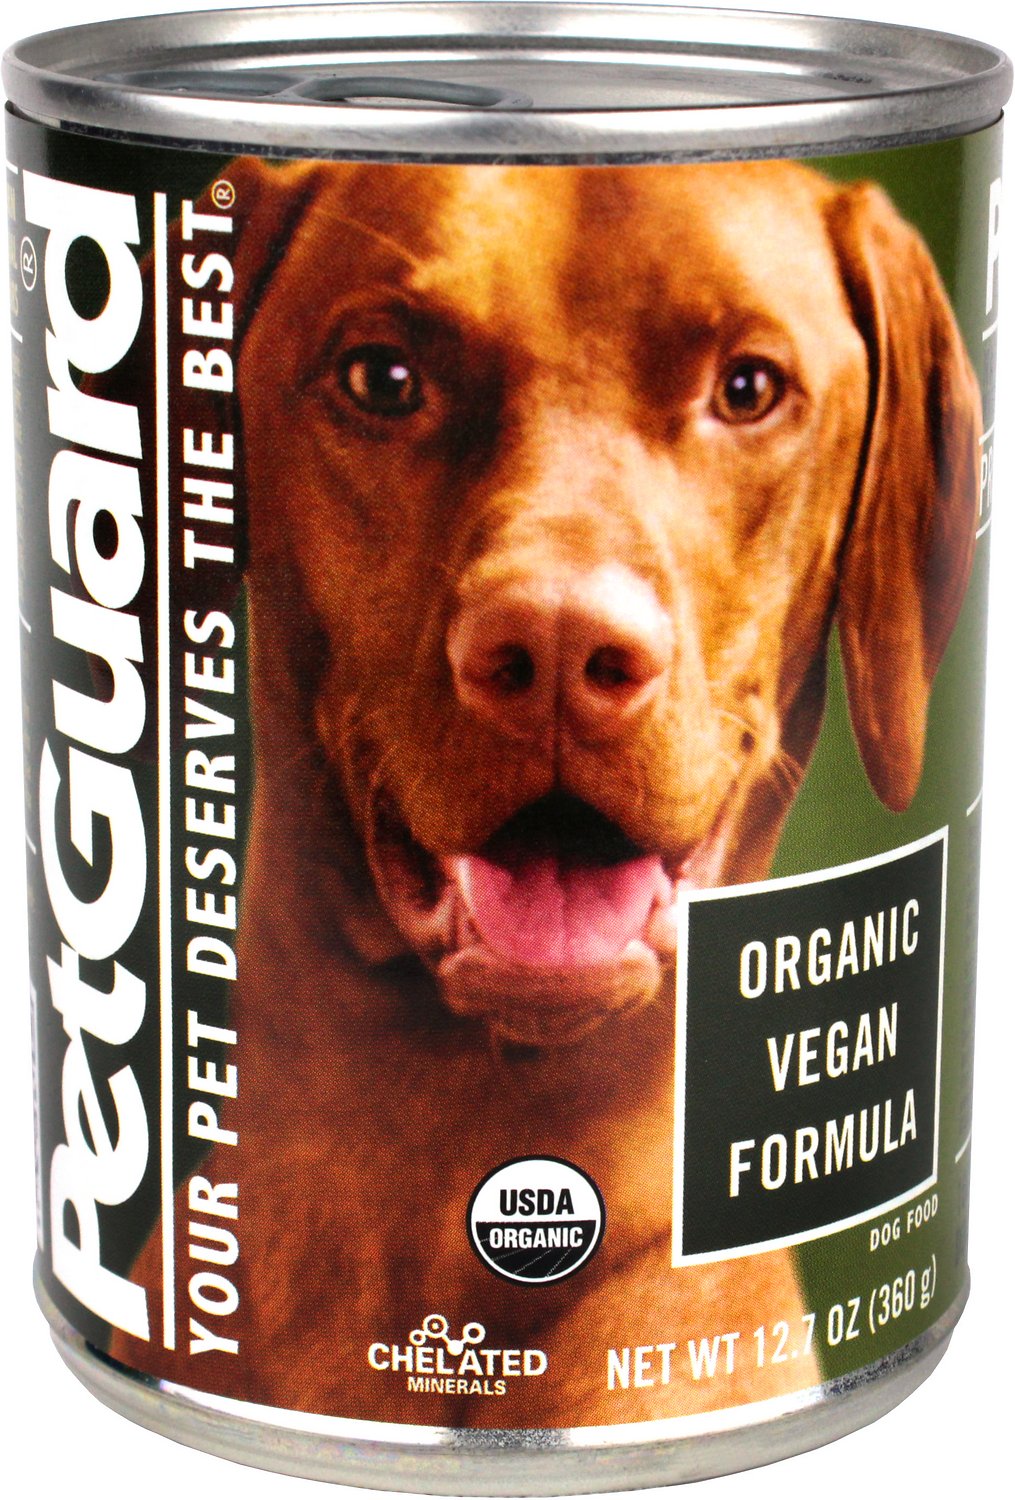 PetGuard®
YOUR PET DESERVES THE BEST®
ORGANIC
VEGAN
FORMULA
DOG FOOD
USDA
ORGANIC
CHELATED
MINERALS
NET WT 12.7 OZ (360 g)